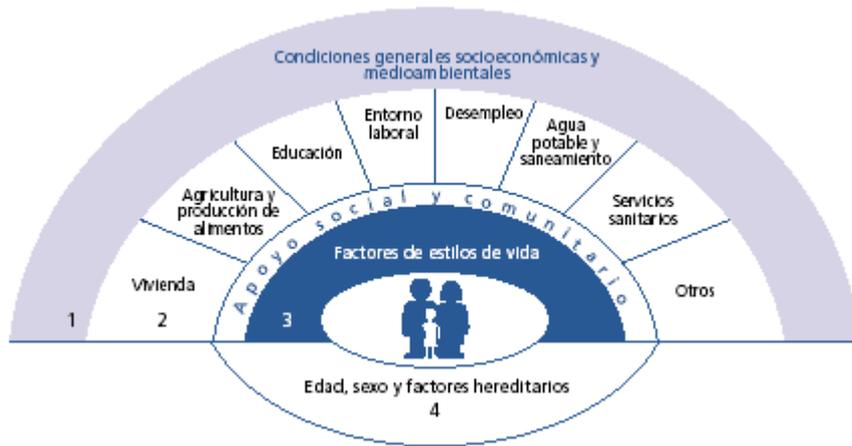 Condiciones generales socioeconómicas y
medioambientales
Entorno
laboral
Desempleo
Educación
Agua
potable y
saneamiento
Agricultura y
producción de
alimentos
Servicios
sanitarios
Apoyo social y comunitario
Factores de estilos de vida
Vivienda
Otros
1
2
3
Edad, sexo y factores hereditarios
4